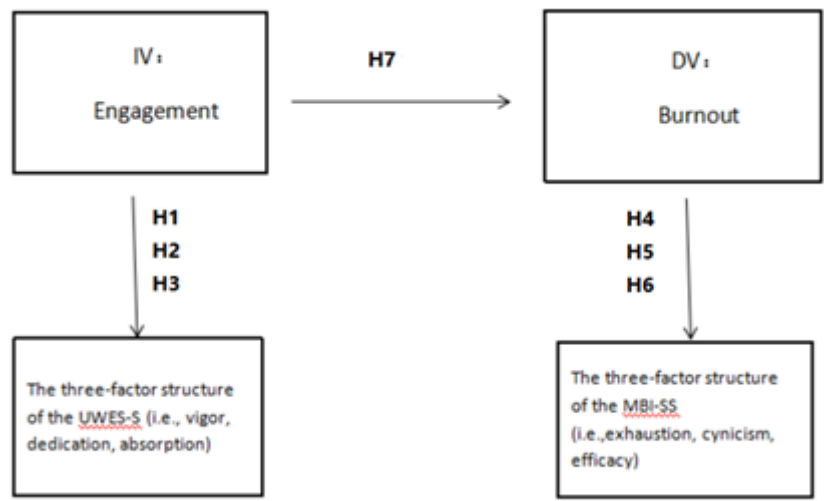 IV:
Engagement
H7
DV:
Burnout
H1
H2
H3
H4
H5
H6
The three-factor structure
of the UWES-S (i.e., vigor,
dedication, absorption)
The three-factor structure
of the MBI-SS
(i.e.,exhaustion, cynicism,
efficacy)